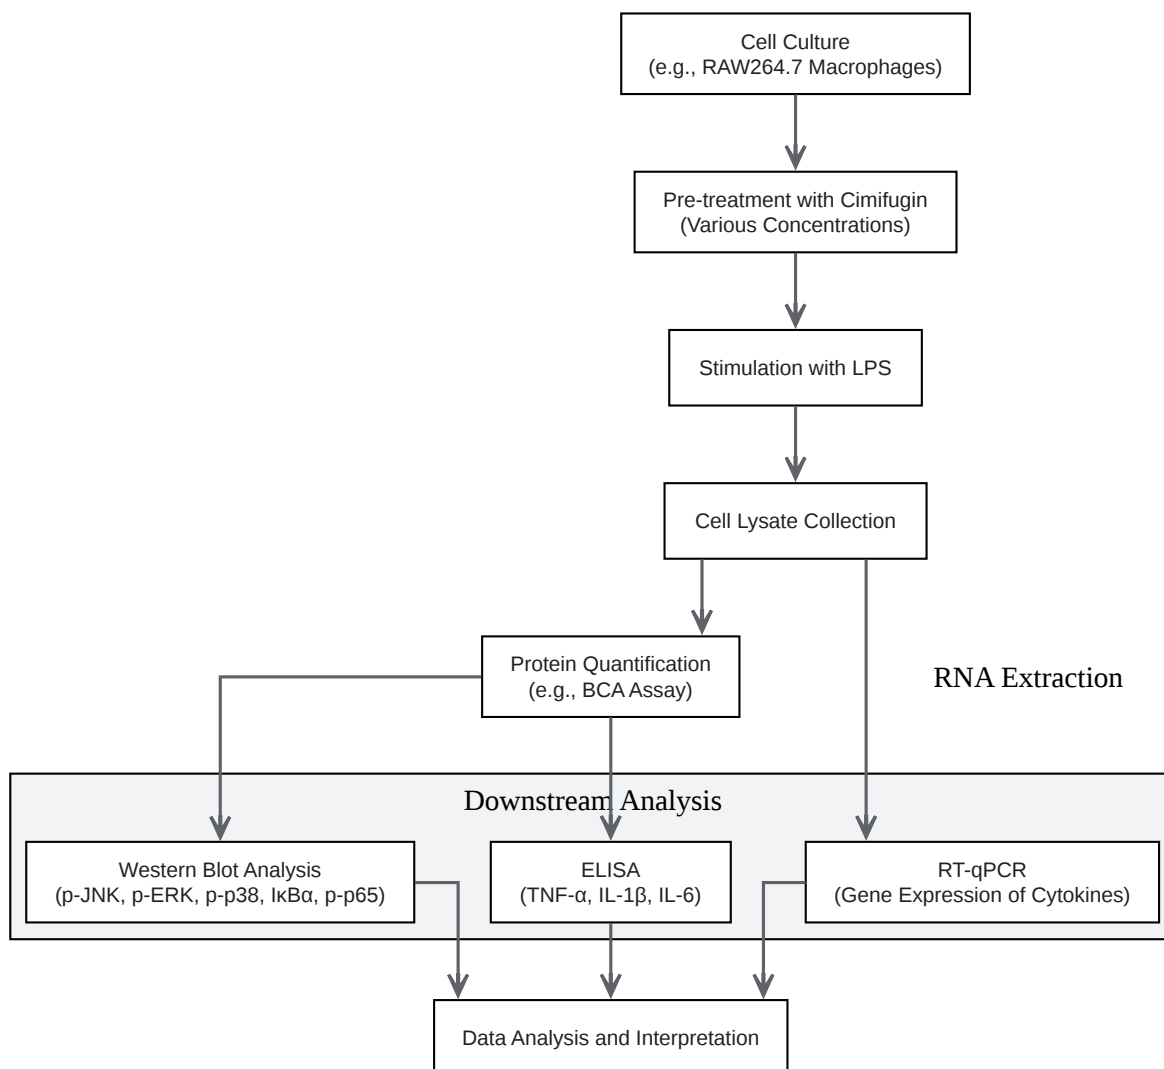 Cell Culture
(e.g., RAW264.7 Macrophages)
Pre-treatment with Cimifugin
(Various Concentrations)
Stimulation with LPS
Cell Lysate Collection
Protein Quantification
(e.g., BCA Assay)
RNA Extraction
Downstream Analysis
Western Blot Analysis
(p-JNK, p-ERK, p-p38, IκBα, p-p65)
ELISA
(TNF-α, IL-1β, IL-6)
RT-qPCR
(Gene Expression of Cytokines)
Data Analysis and Interpretation